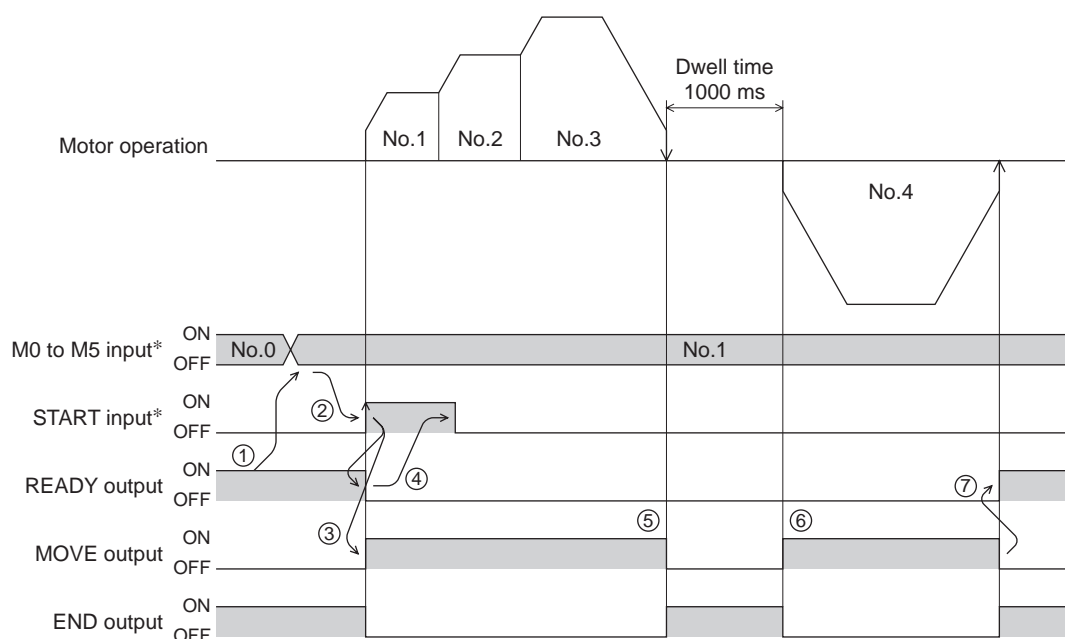 Dwell time
1000 ms
Motor operation
No.1
No.2
No.3
No.4
M0 to M5 input*
ON
OFF
No.0
No.1
START input*
ON
OFF
②
①
④
READY output
ON
OFF
⑦
③
⑤
⑥
MOVE output
ON
OFF
END output
ON
OFF